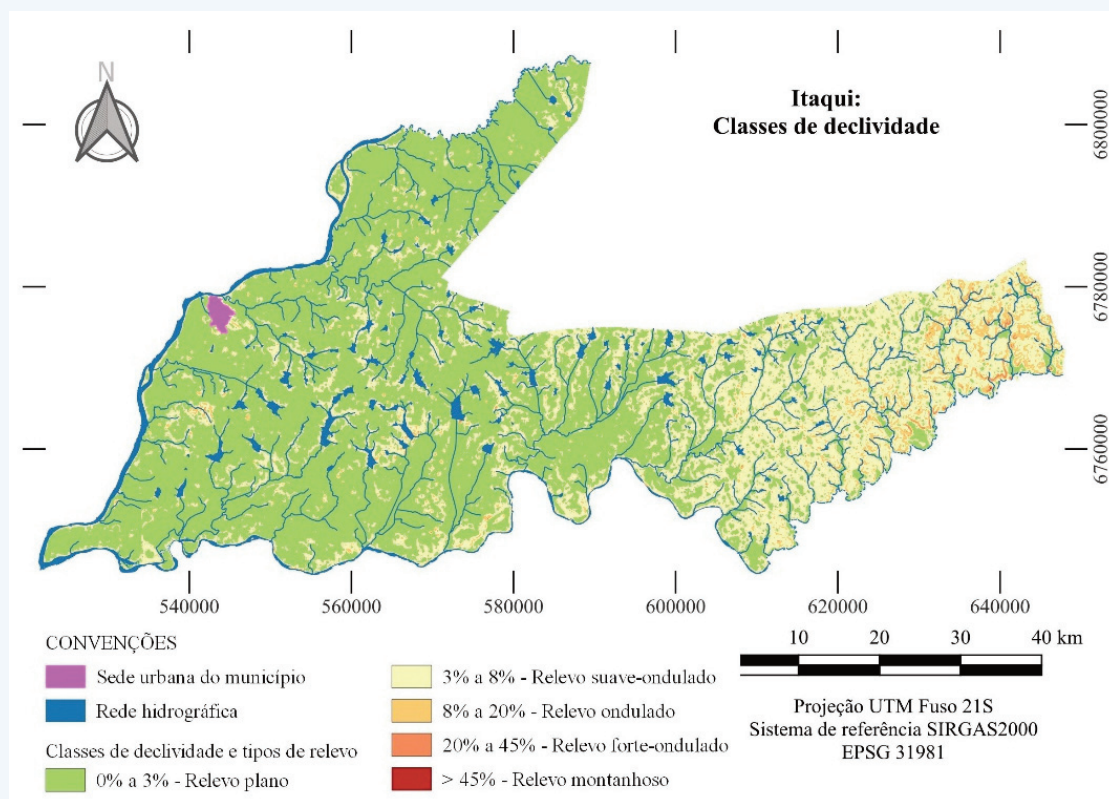 N
Itaqui:
Classes de declividade
6800000
6780000
6760000
540000 560000 580000 600000 620000 640000
CONVENÇÕES
Sede urbana do município
Rede hidrográfica
Classes de declividade e tipos de relevo
0% a 3% - Relevo plano
3% a 8% - Relevo suave-ondulado
8% a 20% - Relevo ondulado
20% a 45% - Relevo forte-ondulado
> 45% - Relevo montanhoso
10 20 30 40 km
Projeção UTM Fuso 21S
Sistema de referência SIRGAS2000
EPSG 31981